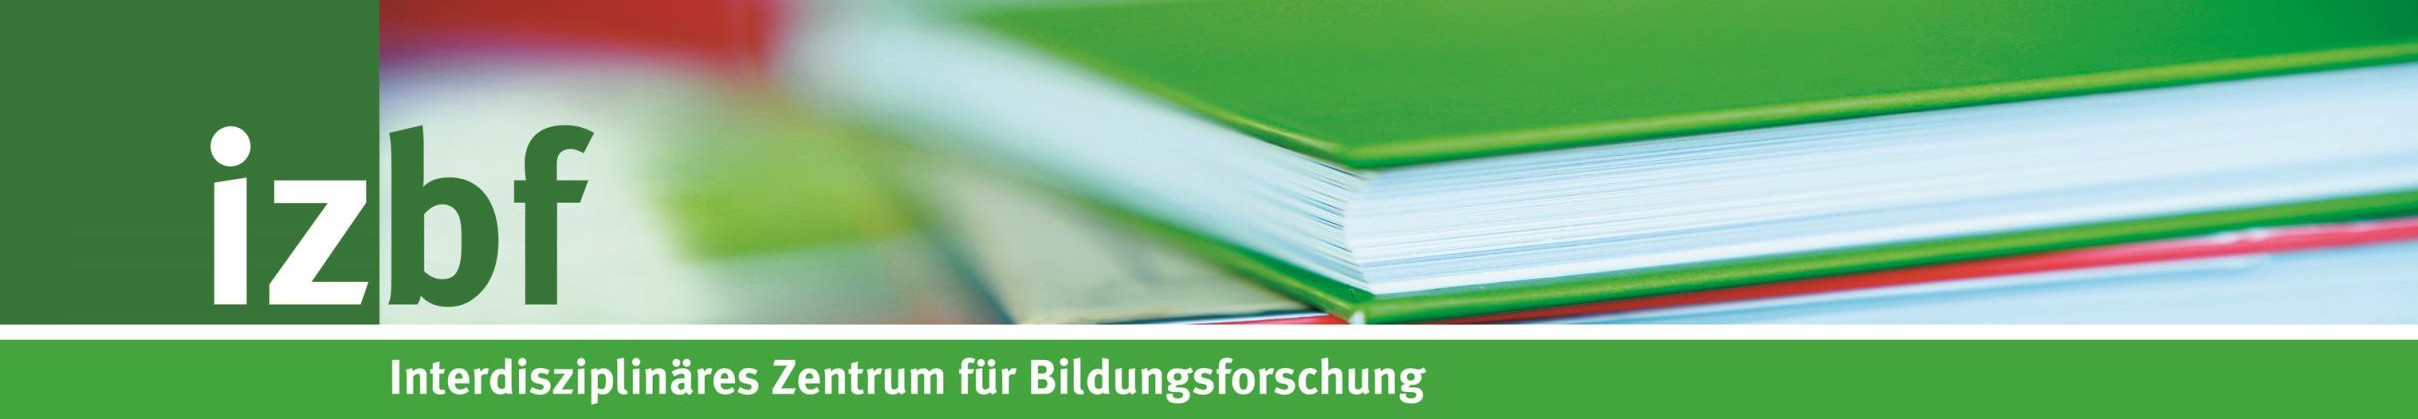 izbf
Interdisziplinäres Zentrum für Bildungsforschung